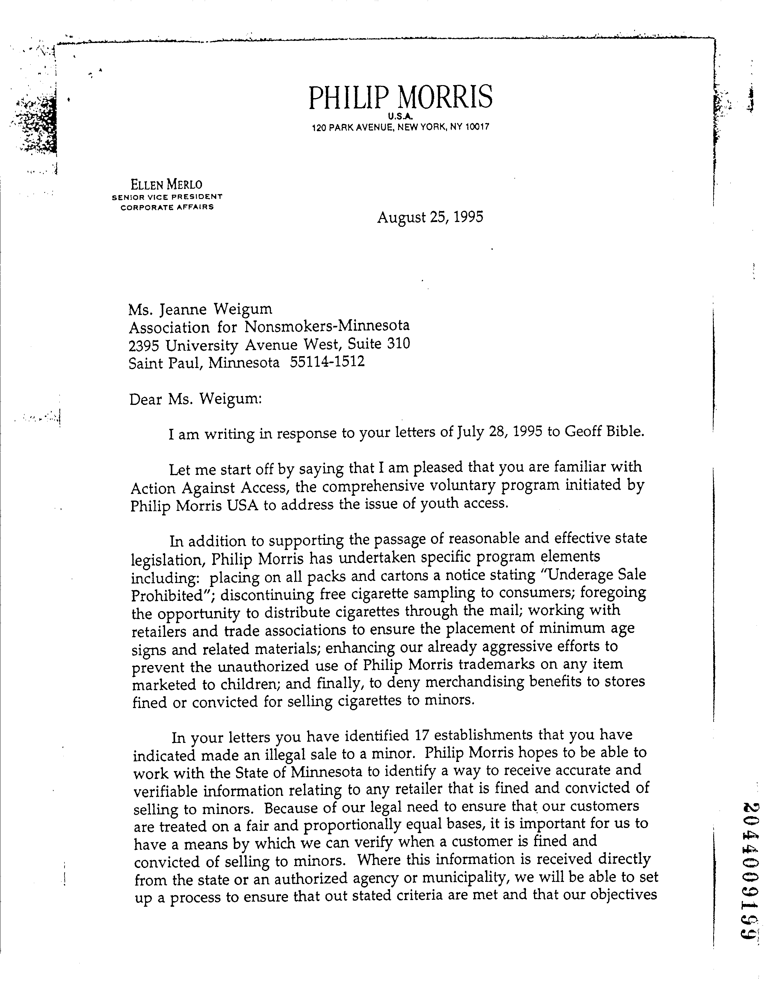 PHILIP MORRIS
U.S.A.
120 PARK AVENUE, NEW YORK, NY 10017
ELLEN MERLO
SENIOR VICE PRESIDENT
CORPORATE AFFAIRS
August 25, 1995
Ms. Jeanne Weigum
Association for Nonsmokers-Minnesota
2395 University Avenue West, Suite 310
Saint Paul, Minnesota 55114-1512
Dear Ms. Weigum:
I am writing in response to your letters of July 28, 1995 to Geoff Bible.
Let me start off by saying that I am pleased that you are familiar with
Action Against Access, the comprehensive voluntary program initiated by
Philip Morris USA to address the issue of youth access.
In addition to supporting the passage of reasonable and effective state
legislation, Philip Morris has undertaken specific program elements
including: placing on all packs and cartons a notice stating "Underage Sale
Prohibited"; discontinuing free cigarette sampling to consumers; foregoing
the opportunity to distribute cigarettes through the mail; working with
retailers and trade associations to ensure the placement of minimum age
signs and related materials; enhancing our already aggressive efforts to
prevent the unauthorized use of Philip Morris trademarks on any item
marketed to children; and finally, to deny merchandising benefits to stores
fined or convicted for selling cigarettes to minors.
In your letters you have identified 17 establishments that you have
indicated made an illegal sale to a minor. Philip Morris hopes to be able to
work with the State of Minnesota to identify a way to receive accurate and
verifiable information relating to any retailer that is fined and convicted of
selling to minors. Because of our legal need to ensure that our customers
are treated on a fair and proportionally equal bases, it is important for us to
have a means by which we can verify when a customer is fined and
convicted of selling to minors. Where this information is received directly
from the state or an authorized agency or municipality, we will be able to set
up a process to ensure that out stated criteria are met and that our objectives
2044009199